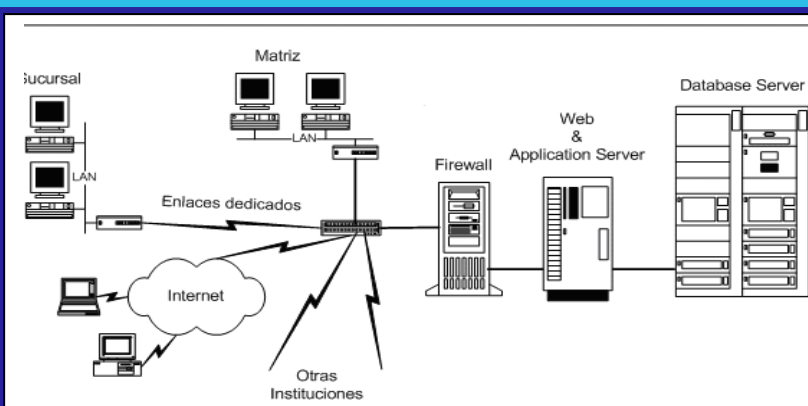 Matriz
Sucursal
Database Server
Web
&
Application Server
LAN
Firewall
LAN
Enlaces dedicados
Internet
Otras
Instituciones